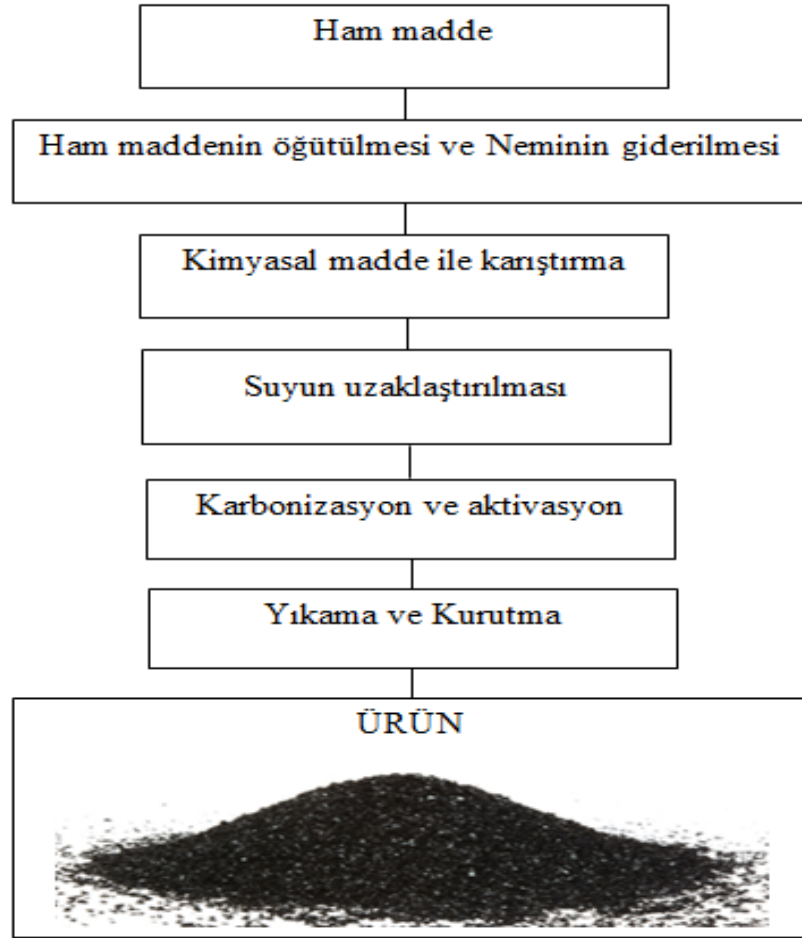 Ham madde
Ham maddenin öğütülmesi ve Neminin giderilmesi
Kimyasal madde ile karıştırma
Suyun uzaklaştırılması
Karbonizasyon ve aktivasyon
Yıkama ve Kurutma
ÜRÜN